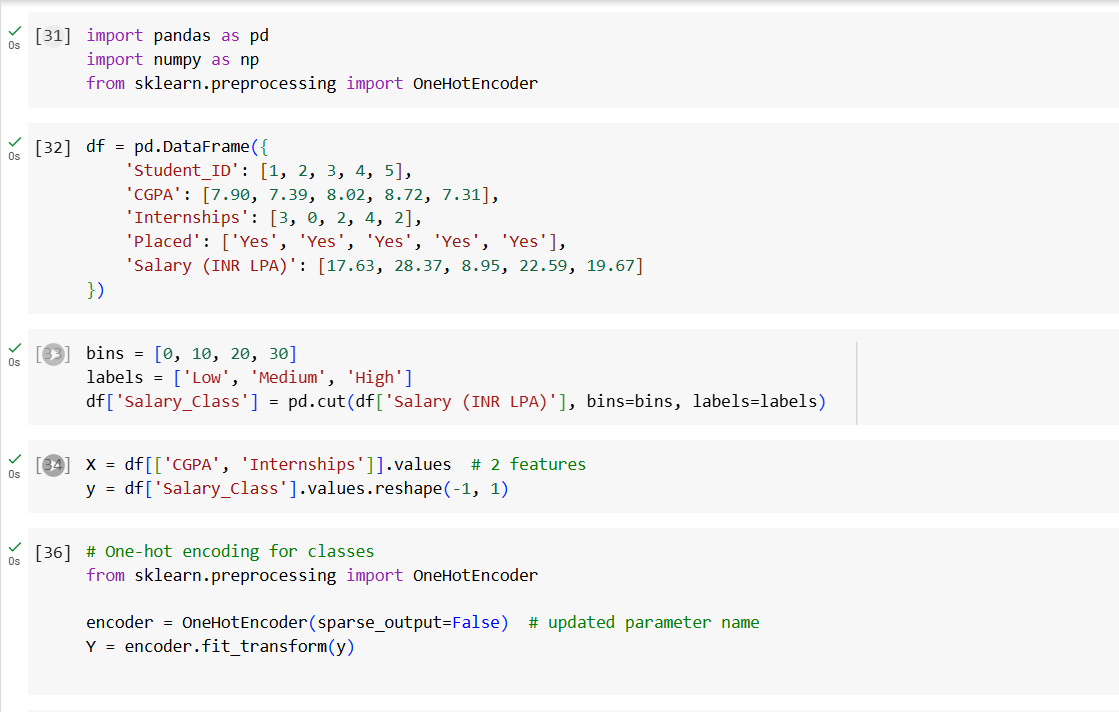 [31] import pandas as pd
0s
import numpy as np
from sklearn.preprocessing import OneHotEncoder
[32] df = pd.DataFrame({
0s
'Student_ID': [1, 2, 3, 4, 5],
'CGPA': [7.90, 7.39, 8.02, 8.72, 7.31],
'Internships': [3, 0, 2, 4, 2],
'Placed': ['Yes', 'Yes', 'Yes', 'Yes', 'Yes'],
'Salary (INR LPA)': [17.63, 28.37, 8.95, 22.59, 19.67]
})
[33] bins = [0, 10, 20, 30]
0s
labels = ['Low', 'Medium', 'High']
df['Salary_Class'] = pd.cut(df['Salary (INR LPA)'], bins=bins, labels=labels)
[34] X = df[['CGPA', 'Internships']].values  # 2 features
0s
y = df['Salary_Class'].values.reshape(-1, 1)
[36] # One-hot encoding for classes
0s
from sklearn.preprocessing import OneHotEncoder
encoder = OneHotEncoder(sparse_output=False)  # updated parameter name
Y = encoder.fit_transform(y)